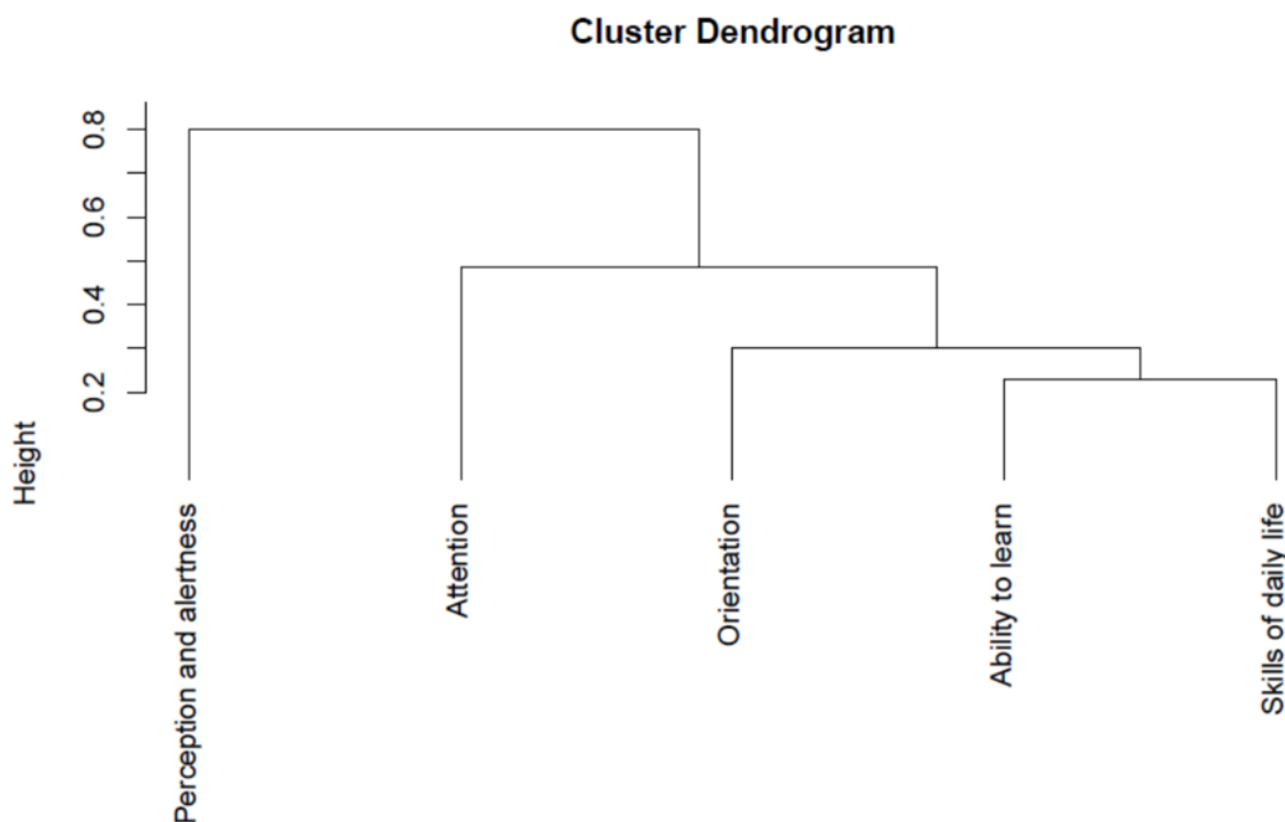 Cluster Dendrogram
Height
0.8
0.6
0.4
0.2
Perception and alertness
Attention
Orientation
Ability to learn
Skills of daily life